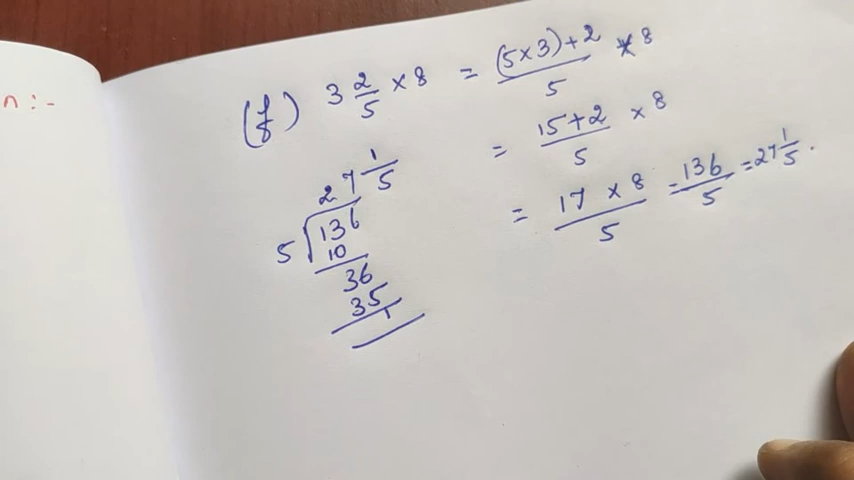 n :-
(f) 3 2/5 × 8 = (5×3)+2/5 × 8
= 15+2/5 × 8
= 17 × 8/5 = 136/5 = 27 1/5.
27 1/5
5 √136
10
36
35
1